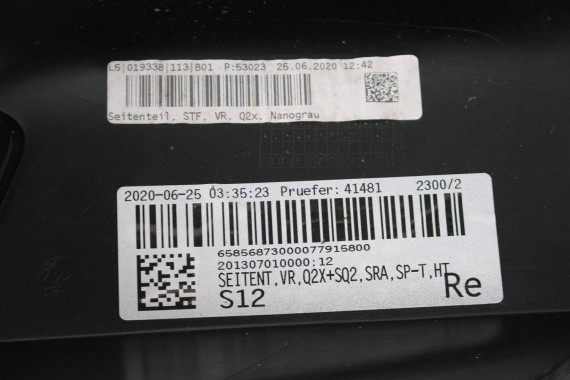 L5|019338|113|B01 P:53023 25.06.2020 12:42
Seitenteil, STF, VR, Q2x, Nanograu
2020-06-25 03:35:23 Pruefer: 41481 2300/2
65856873000077915800
201307010000:12
SEITENT,VR,Q2X+SQ2,SRA,SP-T,HT
S12
Re